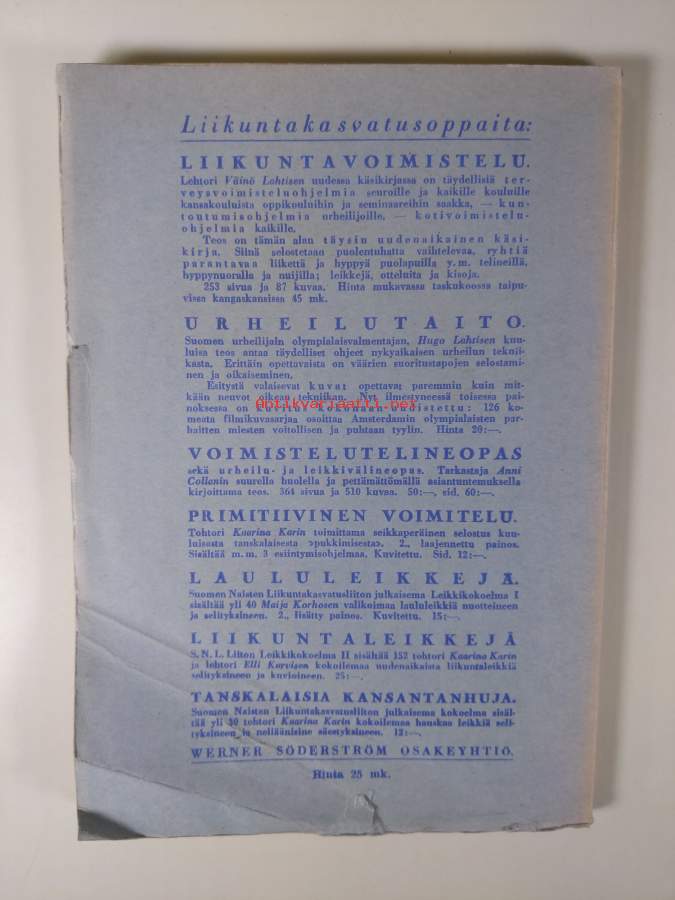 Liikuntakasvatusoppaita:
LIIKUNTAVOIMISTELU.
Lehtori Väinö Lahtisen uudessa käsikirjassa on täydellisiä ter-
veysvoimisteluohjelmia seuroille ja kaikille kouluille
kansakouluista oppikouluihin ja seminaareihin saakka, — kun-
toutumisohjelmia urheilijoille, — kotivoimistelu-
ohjelmia kaikille.
Teos on tämän alan täysin uudenaikainen käsi-
kirja. Siinä selostetaan puolentuhatta vaihtelevaa, ryhtiä
parantavaa liikettä ja hyppyä puolapuilla y. m. telineillä,
hyppynuoralla ja nuijilla; leikkejä, otteluita ja kisoja.
253 sivua ja 87 kuvaa. Hinta mukavassa taskukoossa taipu-
vissa kangaskansissa 45 mk.
URHEILUTAITO.
Suomen urheilijain olympialaisvalmentajan, Hugo Lahtisen kuu-
luisa teos antaa täydelliset ohjeet nykyaikaisen urheilun teknii-
kasta. Erittäin opettavaista on väärien suoritustapojen selostami-
nen ja oikaiseminen.
Esitystä valaisevat kuvat opettavat paremmin kuin mit-
kään neuvot oikean tekniikan. Nyt ilmestyneessä toisessa pai-
noksessa on kuvitus kokonaan uudistettu: 126 ko-
meata filmikuvasarjaa osoittaa Amsterdamin olympialaisten par-
haitten miesten voitollisen ja puhtaan tyylin. Hinta 20:—.
antikvariaatti.net
VOIMISTELUTELINEOPAS
sekä urheilu- ja leikkivälineopas. Tarkastaja Anni
Collanin suurella huolella ja pettämättömällä asiantuntemuksella
kirjoittama teos. 364 sivua ja 510 kuvaa. 50:—, sid. 60:—.
PRIMITIIVINEN VOIMITELU.
Tohtori Kaarina Karin toimittama seikkaperäinen selostus kuu-
luisasta tanskalaisesta »pukkimisesta». 2., laajennettu painos.
Sisältää m. m. 3 esiintymisohjelmaa. Kuvitettu. Sid. 12:—.
LAULULEIKKEJÄ.
Suomen Naisten Liikuntakasvatusliiton julkaisema Leikkikokoelma I
sisältää yli 40 Maija Korhosen valikoimaa laululeikkiä nuotteineen
ja selityksineen. 2., lisätty painos. Kuvitettu. 15:—.
LIIKUNTALEIKKEJÄ
S. N. L. Liiton Leikkikokoelma II sisältää 152 tohtori Kaarina Karin
ja lehtori Elli Karvisen kokoilemaa uudenaikaista liikuntaleikkiä
selityksineen ja kuvioineen. 25:—.
TANSKALAISIA KANSANTANHUJA.
Suomen Naisten Liikuntakasvatusliiton julkaisema kokoelma sisäl-
tää yli 30 tohtori Kaarina Karin kokoilemaa hauskaa leikkiä seli-
tyksineen ja neliäänisine säestyksineen. 12:—.
WERNER SÖDERSTRÖM OSAKEYHTIÖ.
Hinta 25 mk.